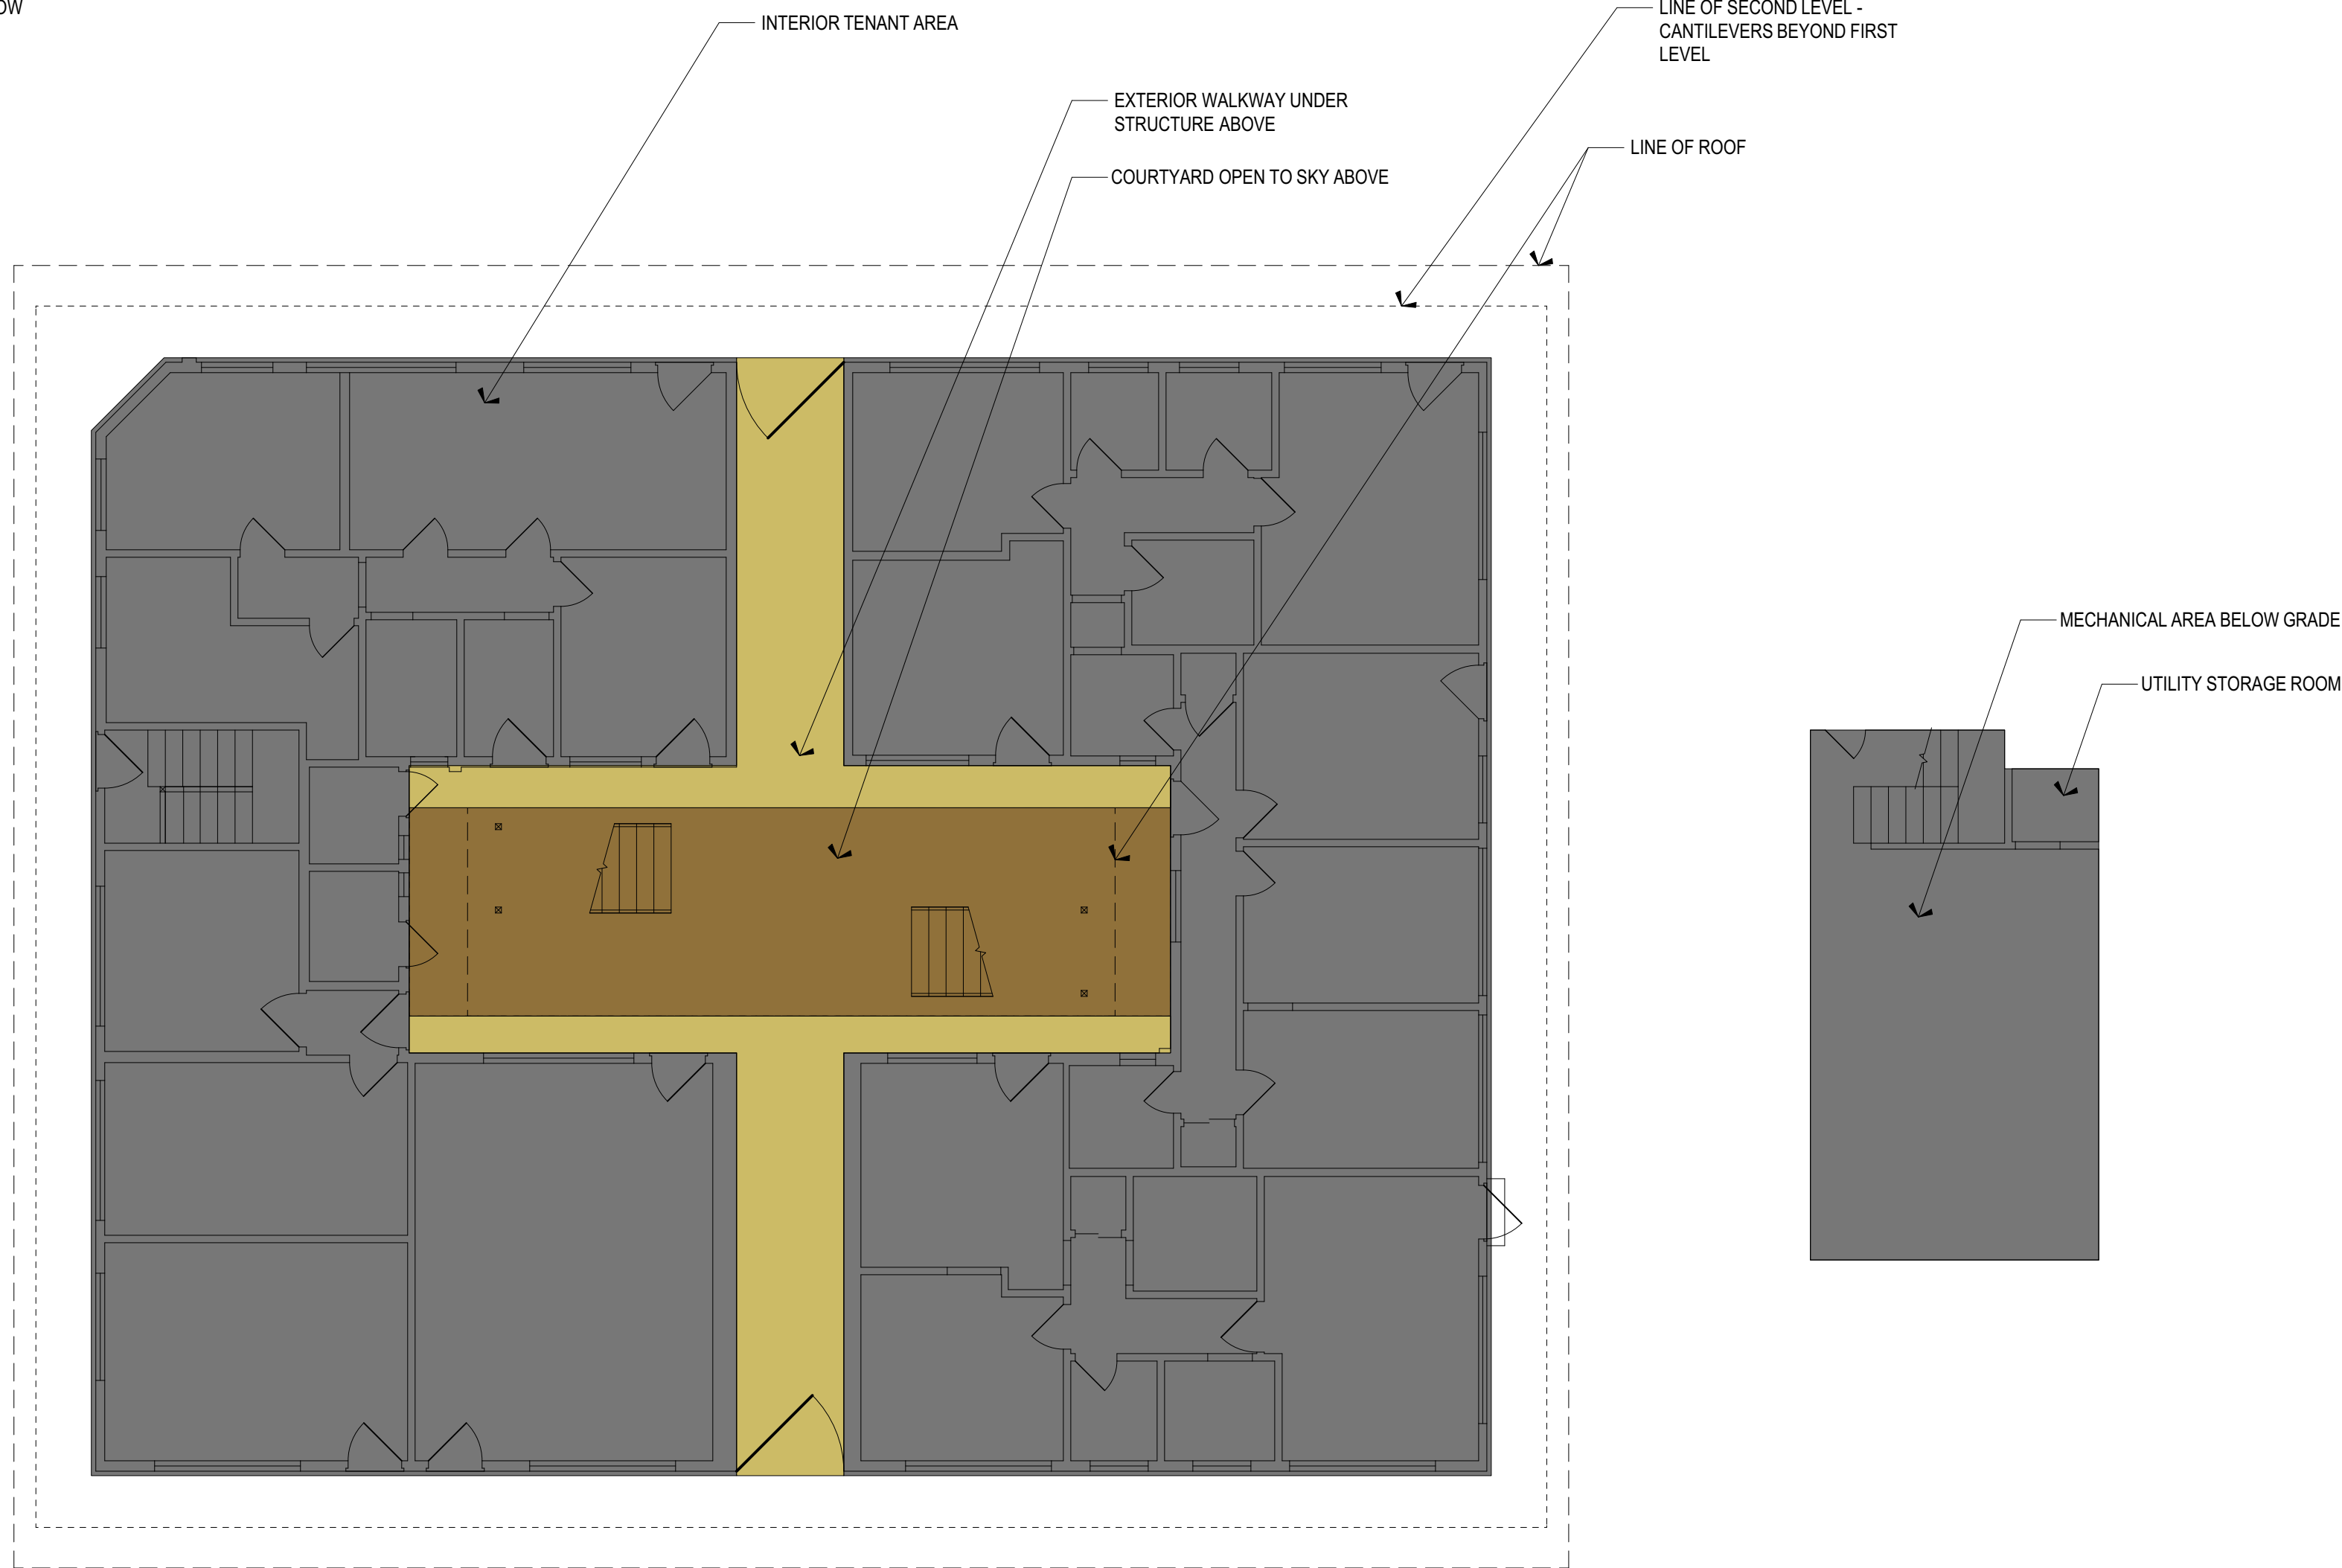 OW
INTERIOR TENANT AREA
LINE OF SECOND LEVEL -
CANTILEVERS BEYOND FIRST
LEVEL
EXTERIOR WALKWAY UNDER
STRUCTURE ABOVE
LINE OF ROOF
COURTYARD OPEN TO SKY ABOVE
MECHANICAL AREA BELOW GRADE
UTILITY STORAGE ROOM